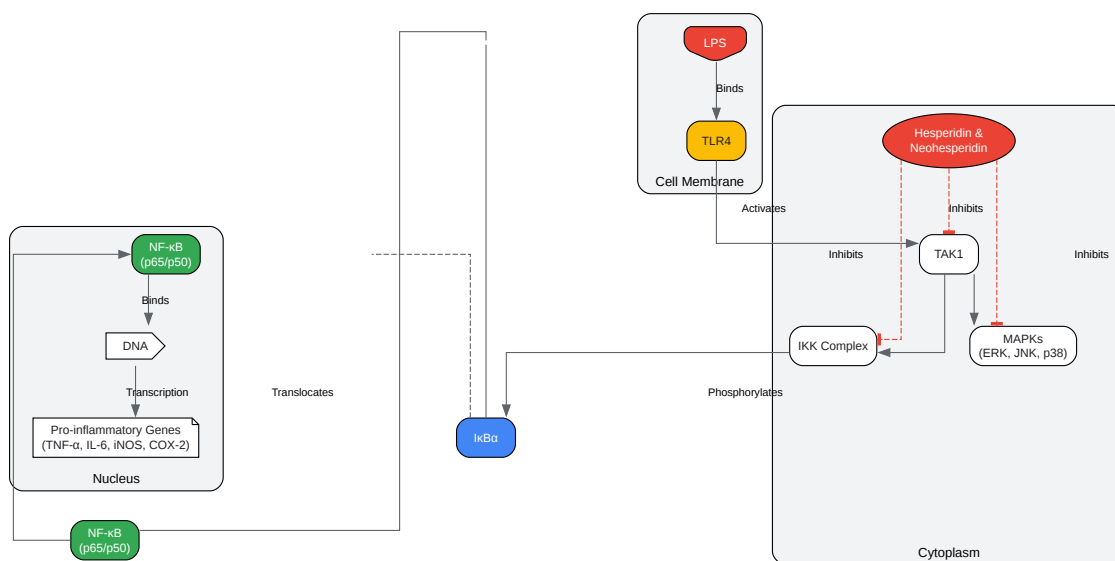 LPS
Binds
TLR4
Cell Membrane
Hesperidin &
Neohesperidin
Activates
Inhibits
Inhibits
Inhibits
TAK1
NF-κB
(p65/p50)
Binds
DNA
IKK Complex
MAPKs
(ERK, JNK, p38)
Transcription
Translocates
Phosphorylates
Pro-inflammatory Genes
(TNF-α, IL-6, iNOS, COX-2)
IκBα
Nucleus
NF-κB
(p65/p50)
Cytoplasm